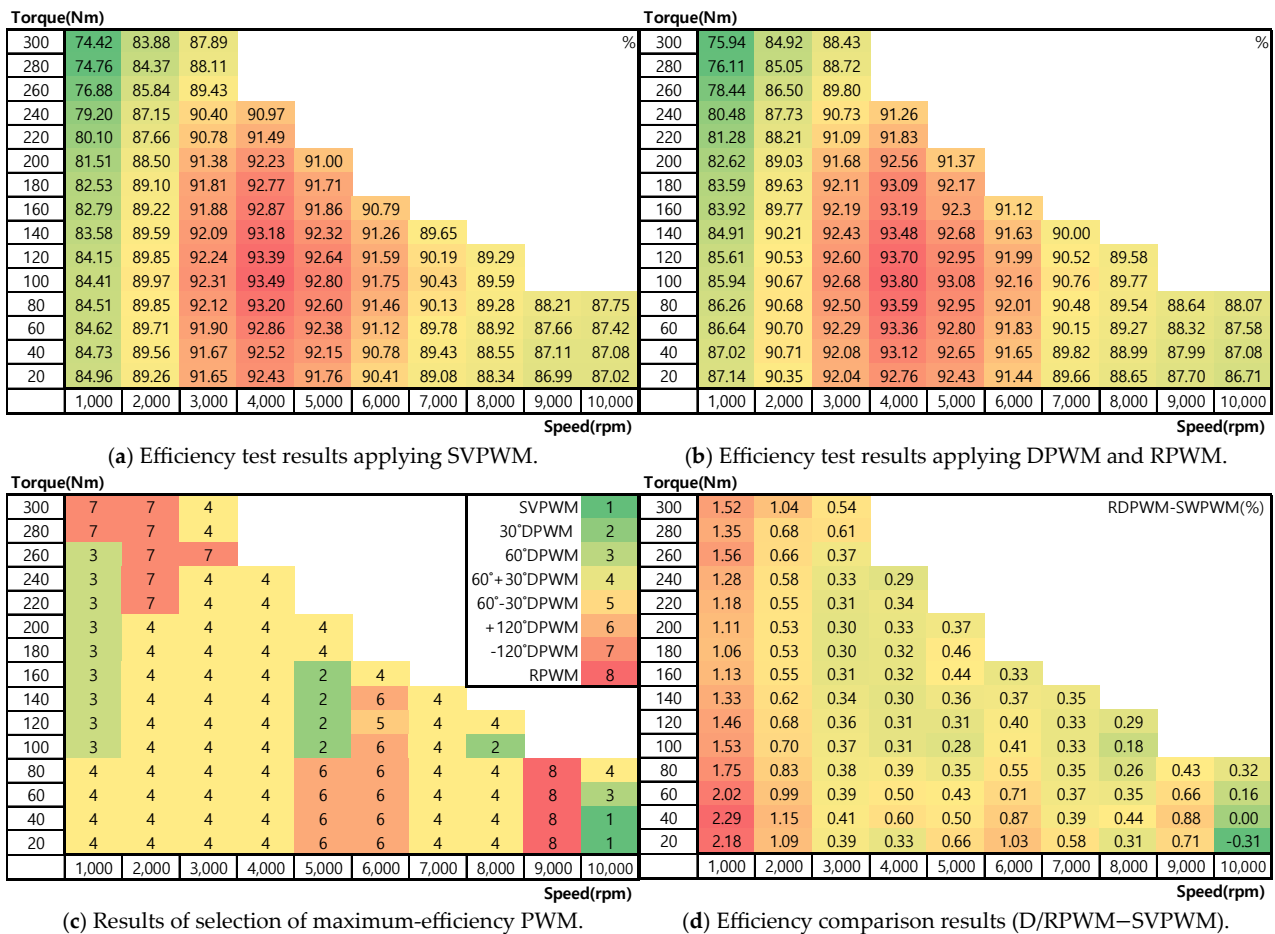 Torque(Nm)
300 74.42 83.88 87.89 %
280 74.76 84.37 88.11
260 76.88 85.84 89.43
240 79.20 87.15 90.40 90.97
220 80.10 87.66 90.78 91.49
200 81.51 88.50 91.38 92.23 91.00
180 82.53 89.10 91.81 92.77 91.71
160 82.79 89.22 91.88 92.87 91.86 90.79
140 83.58 89.59 92.09 93.18 92.32 91.26 89.65
120 84.15 89.85 92.24 93.39 92.64 91.59 90.19 89.29
100 84.41 89.97 92.31 93.49 92.80 91.75 90.43 89.59
80 84.51 89.85 92.12 93.20 92.60 91.46 90.13 89.28 88.21 87.75
60 84.62 89.71 91.90 92.86 92.38 91.12 89.78 88.92 87.66 87.42
40 84.73 89.56 91.67 92.52 92.15 90.78 89.43 88.55 87.11 87.08
20 84.96 89.26 91.65 92.43 91.76 90.41 89.08 88.34 86.99 87.02
1,000 2,000 3,000 4,000 5,000 6,000 7,000 8,000 9,000 10,000
Speed(rpm)
(a) Efficiency test results applying SVPWM.
Torque(Nm)
300 75.94 84.92 88.43 %
280 76.11 85.05 88.72
260 78.44 86.50 89.80
240 80.48 87.73 90.73 91.26
220 81.28 88.21 91.09 91.83
200 82.62 89.03 91.68 92.56 91.37
180 83.59 89.63 92.11 93.09 92.17
160 83.92 89.77 92.19 93.19 92.3 91.12
140 84.91 90.21 92.43 93.48 92.68 91.63 90.00
120 85.61 90.53 92.60 93.70 92.95 91.99 90.52 89.58
100 85.94 90.67 92.68 93.80 93.08 92.16 90.76 89.77
80 86.26 90.68 92.50 93.59 92.95 92.01 90.48 89.54 88.64 88.07
60 86.64 90.70 92.29 93.36 92.80 91.83 90.15 89.27 88.32 87.58
40 87.02 90.71 92.08 93.12 92.65 91.65 89.82 88.99 87.99 87.08
20 87.14 90.35 92.04 92.76 92.43 91.44 89.66 88.65 87.70 86.71
1,000 2,000 3,000 4,000 5,000 6,000 7,000 8,000 9,000 10,000
Speed(rpm)
(b) Efficiency test results applying DPWM and RPWM.
Torque(Nm)
300 7 7 4
280 7 7 4
260 3 7 7
240 3 7 4 4
220 3 7 4 4
200 3 4 4 4 4
180 3 4 4 4 4
160 3 4 4 4 2 4
140 3 4 4 4 2 6 4
120 3 4 4 4 2 5 4 4
100 3 4 4 4 2 6 4 2
80 4 4 4 4 6 6 4 4 8 4
60 4 4 4 4 6 6 4 4 8 3
40 4 4 4 4 6 6 4 4 8 1
20 4 4 4 4 6 6 4 4 8 1
1,000 2,000 3,000 4,000 5,000 6,000 7,000 8,000 9,000 10,000
Speed(rpm)
SVPWM 1
30˚DPWM 2
60˚DPWM 3
60˚+30˚DPWM 4
60˚-30˚DPWM 5
+120˚DPWM 6
-120˚DPWM 7
RPWM 8
(c) Results of selection of maximum-efficiency PWM.
Torque(Nm)
300 1.52 1.04 0.54 RDPWM-SWPWM(%)
280 1.35 0.68 0.61
260 1.56 0.66 0.37
240 1.28 0.58 0.33 0.29
220 1.18 0.55 0.31 0.34
200 1.11 0.53 0.30 0.33 0.37
180 1.06 0.53 0.30 0.32 0.46
160 1.13 0.55 0.31 0.32 0.44 0.33
140 1.33 0.62 0.34 0.30 0.36 0.37 0.35
120 1.46 0.68 0.36 0.31 0.31 0.40 0.33 0.29
100 1.53 0.70 0.37 0.31 0.28 0.41 0.33 0.18
80 1.75 0.83 0.38 0.39 0.35 0.55 0.35 0.26 0.43 0.32
60 2.02 0.99 0.39 0.50 0.43 0.71 0.37 0.35 0.66 0.16
40 2.29 1.15 0.41 0.60 0.50 0.87 0.39 0.44 0.88 0.00
20 2.18 1.09 0.39 0.33 0.66 1.03 0.58 0.31 0.71 -0.31
1,000 2,000 3,000 4,000 5,000 6,000 7,000 8,000 9,000 10,000
Speed(rpm)
(d) Efficiency comparison results (D/RPWM−SVPWM).